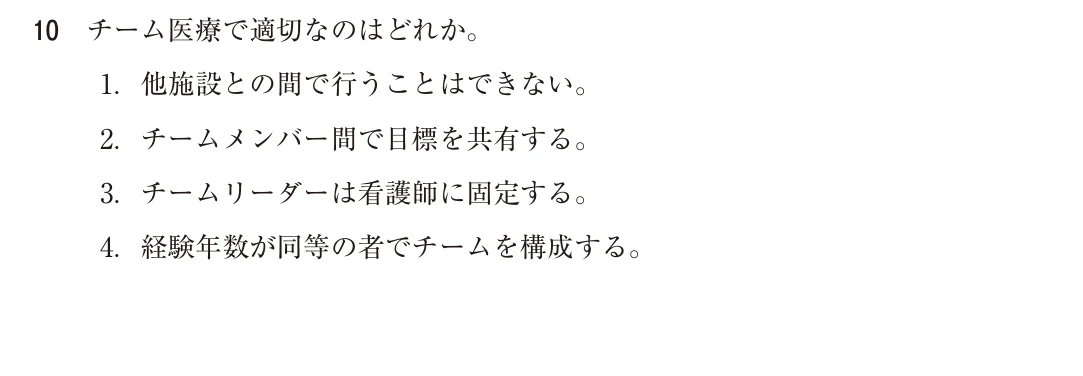 10 チーム医療で適切なのはどれか。
1. 他施設との間で行うことはできない。
2. チームメンバー間で目標を共有する。
3. チームリーダーは看護師に固定する。
4. 経験年数が同等の者でチームを構成する。